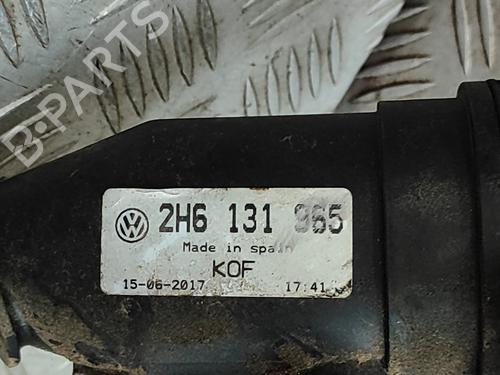 B-PARTS
2H6 131 965
Made in spain
KOF
15-06-2017 17:41